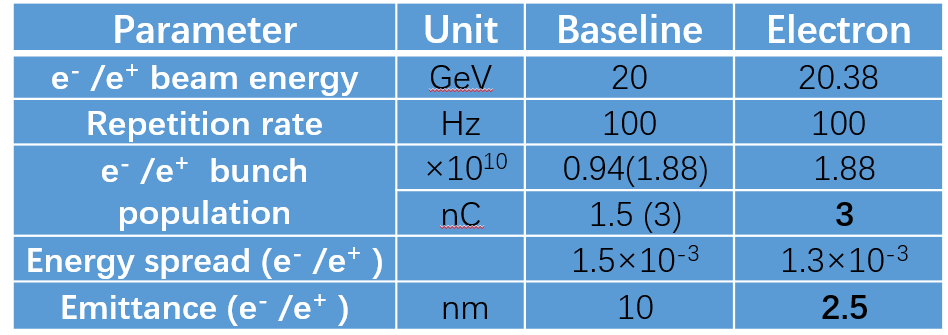 Parameter Unit Baseline Electron
e⁻ /e⁺ beam energy GeV 20 20.38
Repetition rate Hz 100 100
e⁻ /e⁺ bunch population ×10¹⁰ 0.94(1.88) 1.88
nC 1.5 (3) 3
Energy spread (e⁻ /e⁺ ) 1.5×10⁻³ 1.3×10⁻³
Emittance (e⁻ /e⁺ ) nm 10 2.5